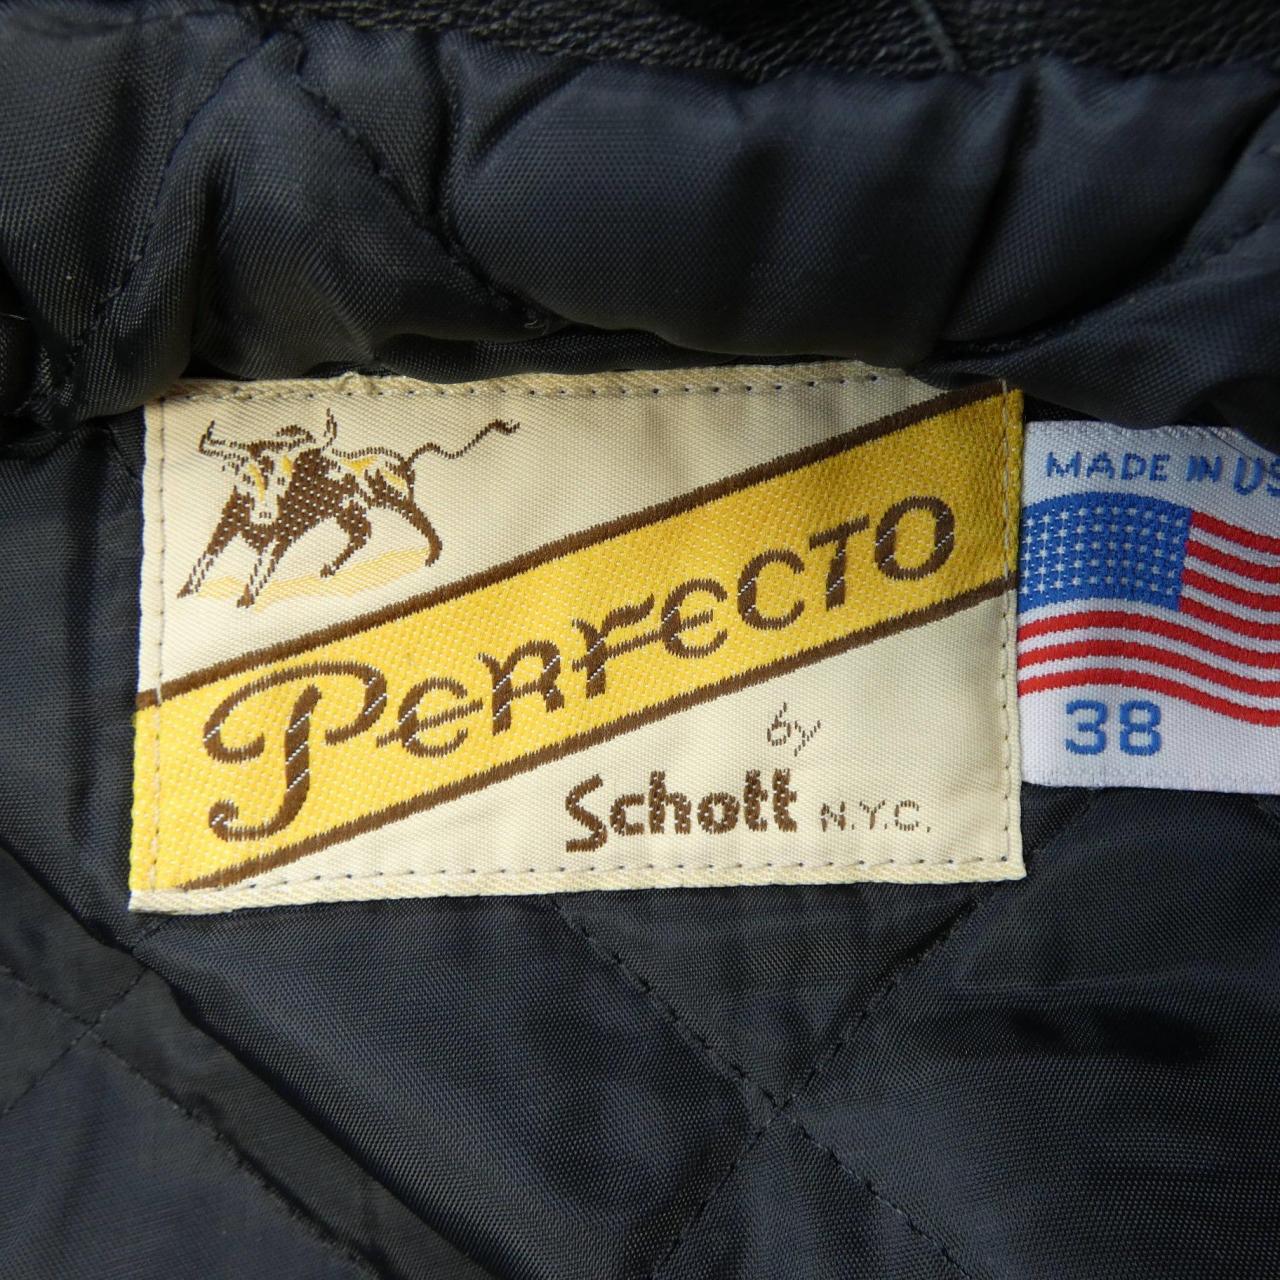 PERFECTO
by
Schott N.Y.C.
MADE IN US
38